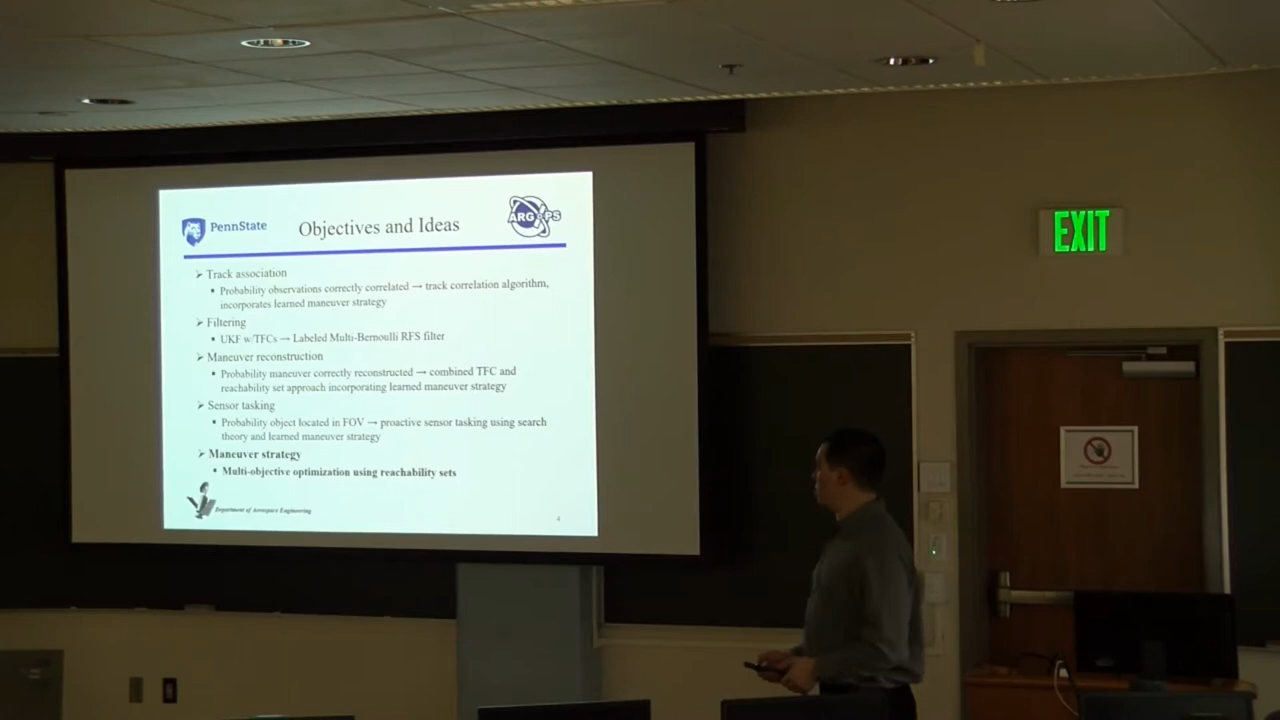 PennState
Objectives and Ideas
ARG PS
➢ Track association
▪ Probability observations correctly correlated → track correlation algorithm,
incorporates learned maneuver strategy
➢ Filtering
▪ UKF w/TFCs → Labeled Multi-Bernoulli RFS filter
➢ Maneuver reconstruction
▪ Probability maneuver correctly reconstructed → combined TFC and
reachability set approach incorporating learned maneuver strategy
➢ Sensor tasking
▪ Probability object located in FOV → proactive sensor tasking using search
theory and learned maneuver strategy
➢ Maneuver strategy
▪ Multi-objective optimization using reachability sets
Department of Aerospace Engineering
4
EXIT